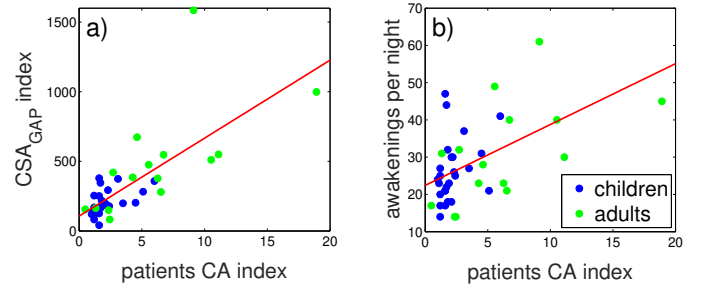 a)
CSA_GAP index
1500
1000
500
0
0 5 10 15 20
patients CA index
b)
awakenings per night
70
60
50
40
30
20
10
0 5 10 15 20
patients CA index
children
adults